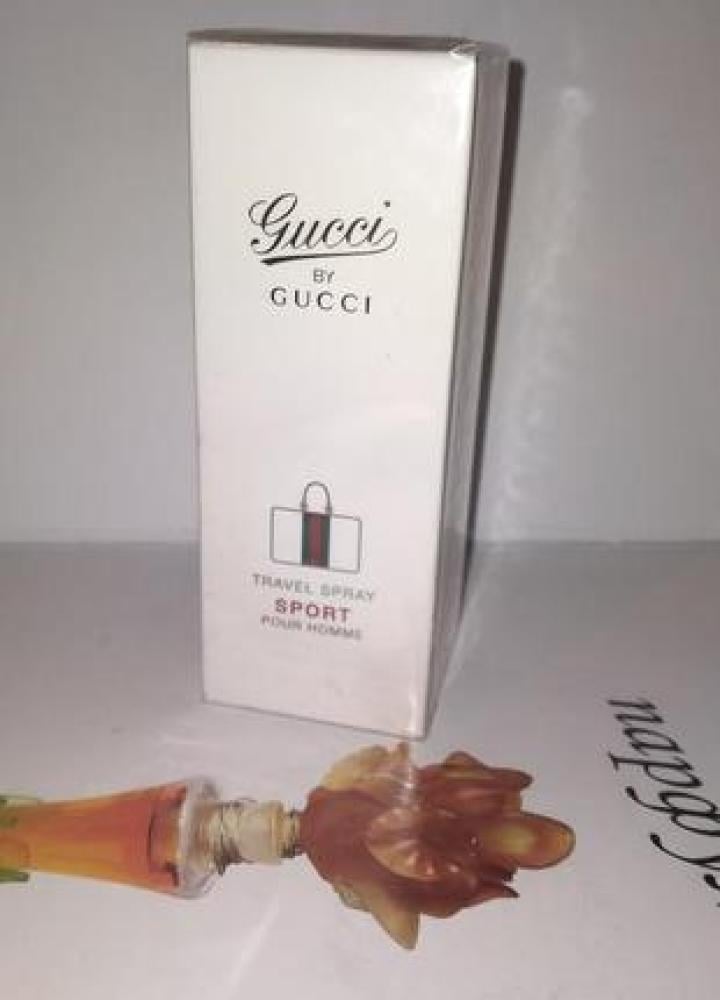 Gucci
BY
GUCCI
TRAVEL SPRAY
SPORT
POUR HOMME